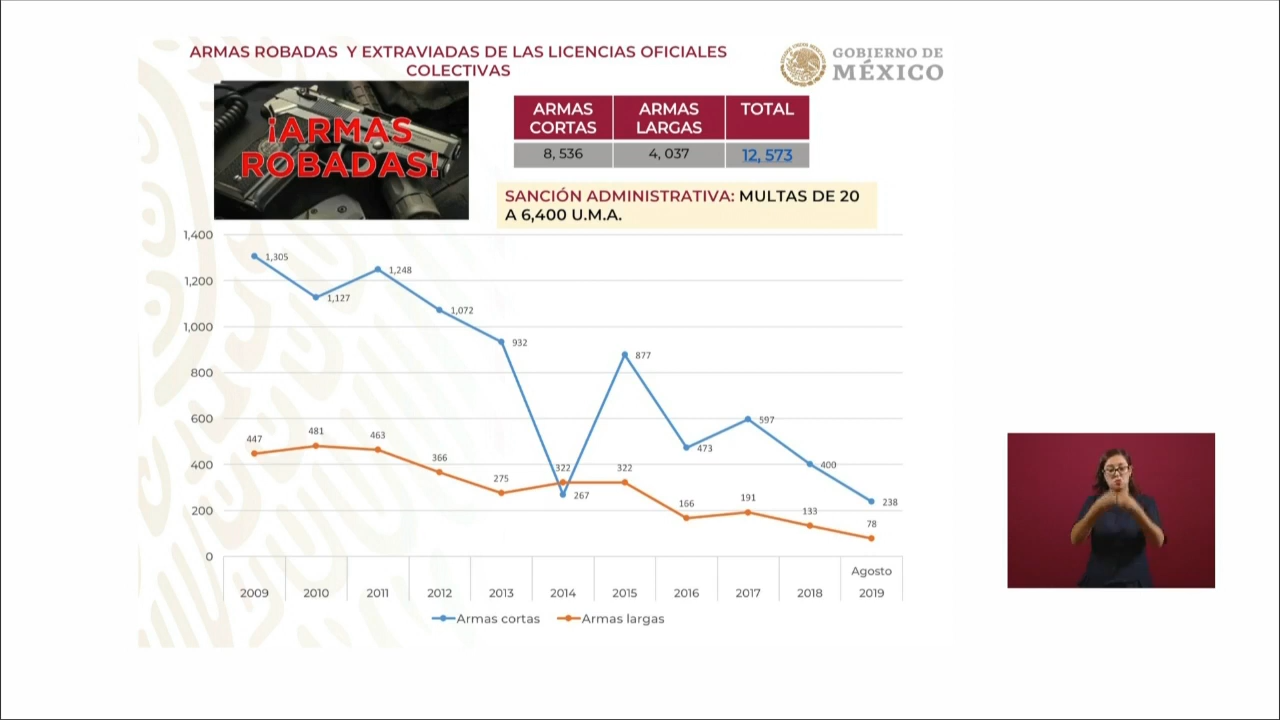 ARMAS ROBADAS Y EXTRAVIADAS DE LAS LICENCIAS OFICIALES
COLECTIVAS
GOBIERNO DE
MÉXICO
¡ARMAS
ROBADAS!
ARMAS
CORTAS
ARMAS
LARGAS
TOTAL
8, 536
4, 037
12, 573
SANCIÓN ADMINISTRATIVA: MULTAS DE 20
A 6,400 U.M.A.
1,400
1,200
1,000
800
600
400
200
0
1,305
1,127
1,248
1,072
932
267
877
473
597
400
238
447
481
463
366
275
322
322
166
191
133
78
Agosto
2009
2010
2011
2012
2013
2014
2015
2016
2017
2018
2019
Armas cortas
Armas largas